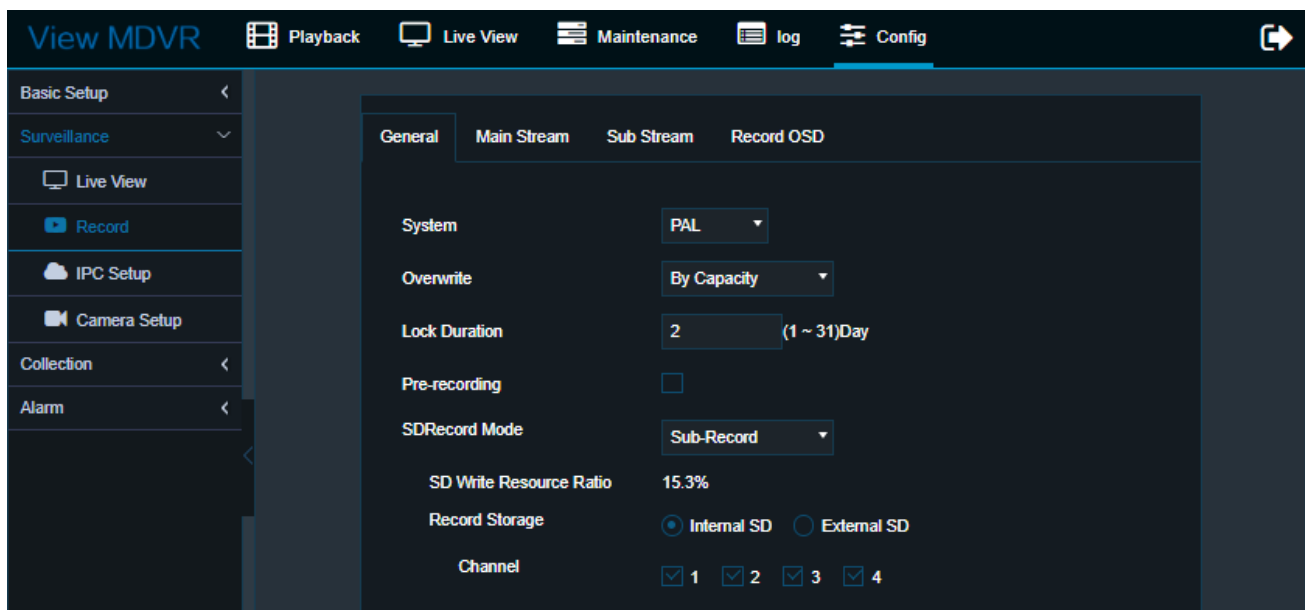 View MDVR Playback Live View Maintenance log Config
Basic Setup
Surveillance
Live View
Record
IPC Setup
Camera Setup
Collection
Alarm
General Main Stream Sub Stream Record OSD
System PAL
Overwrite By Capacity
Lock Duration 2 (1 ~ 31)Day
Pre-recording
SDRecord Mode Sub-Record
SD Write Resource Ratio 15.3%
Record Storage Internal SD External SD
Channel 1 2 3 4